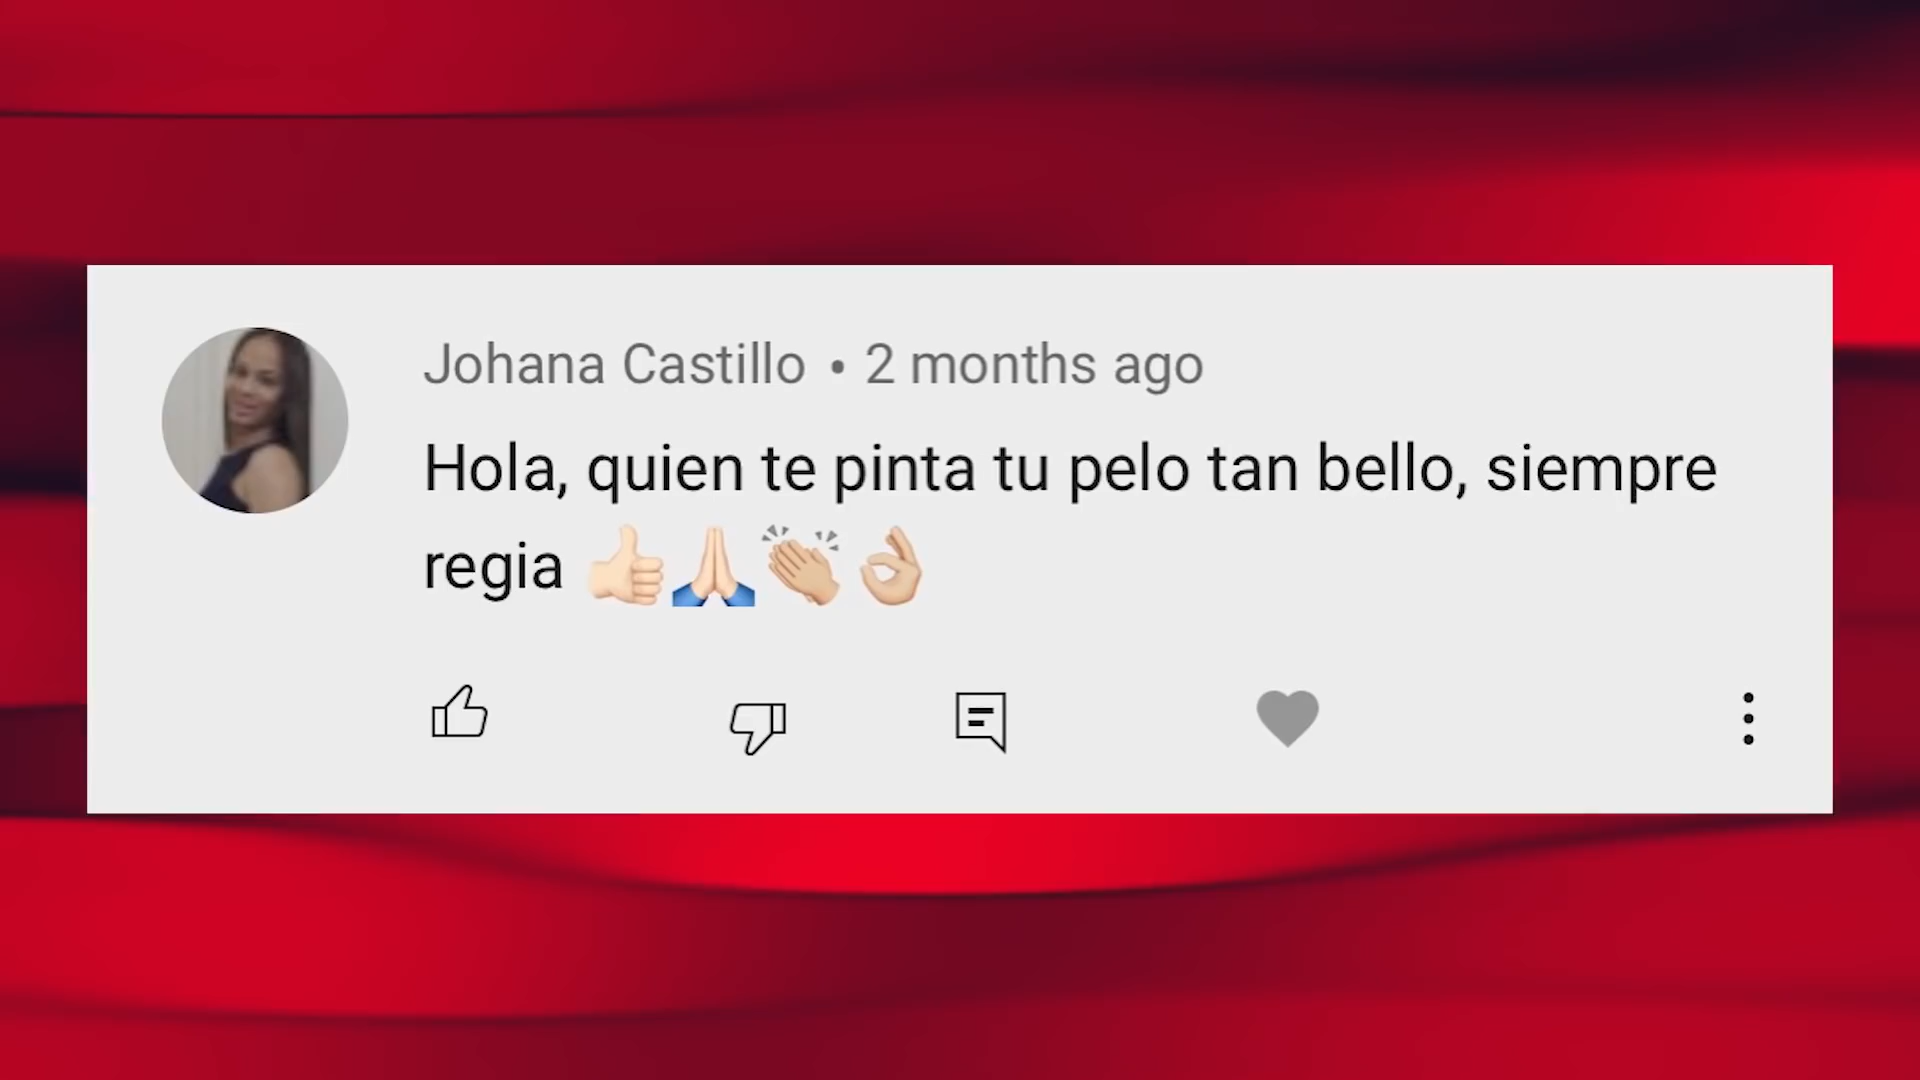 Johana Castillo • 2 months ago
Hola, quien te pinta tu pelo tan bello, siempre
regia 👍🏻🙏🏻👏🏼👌🏼